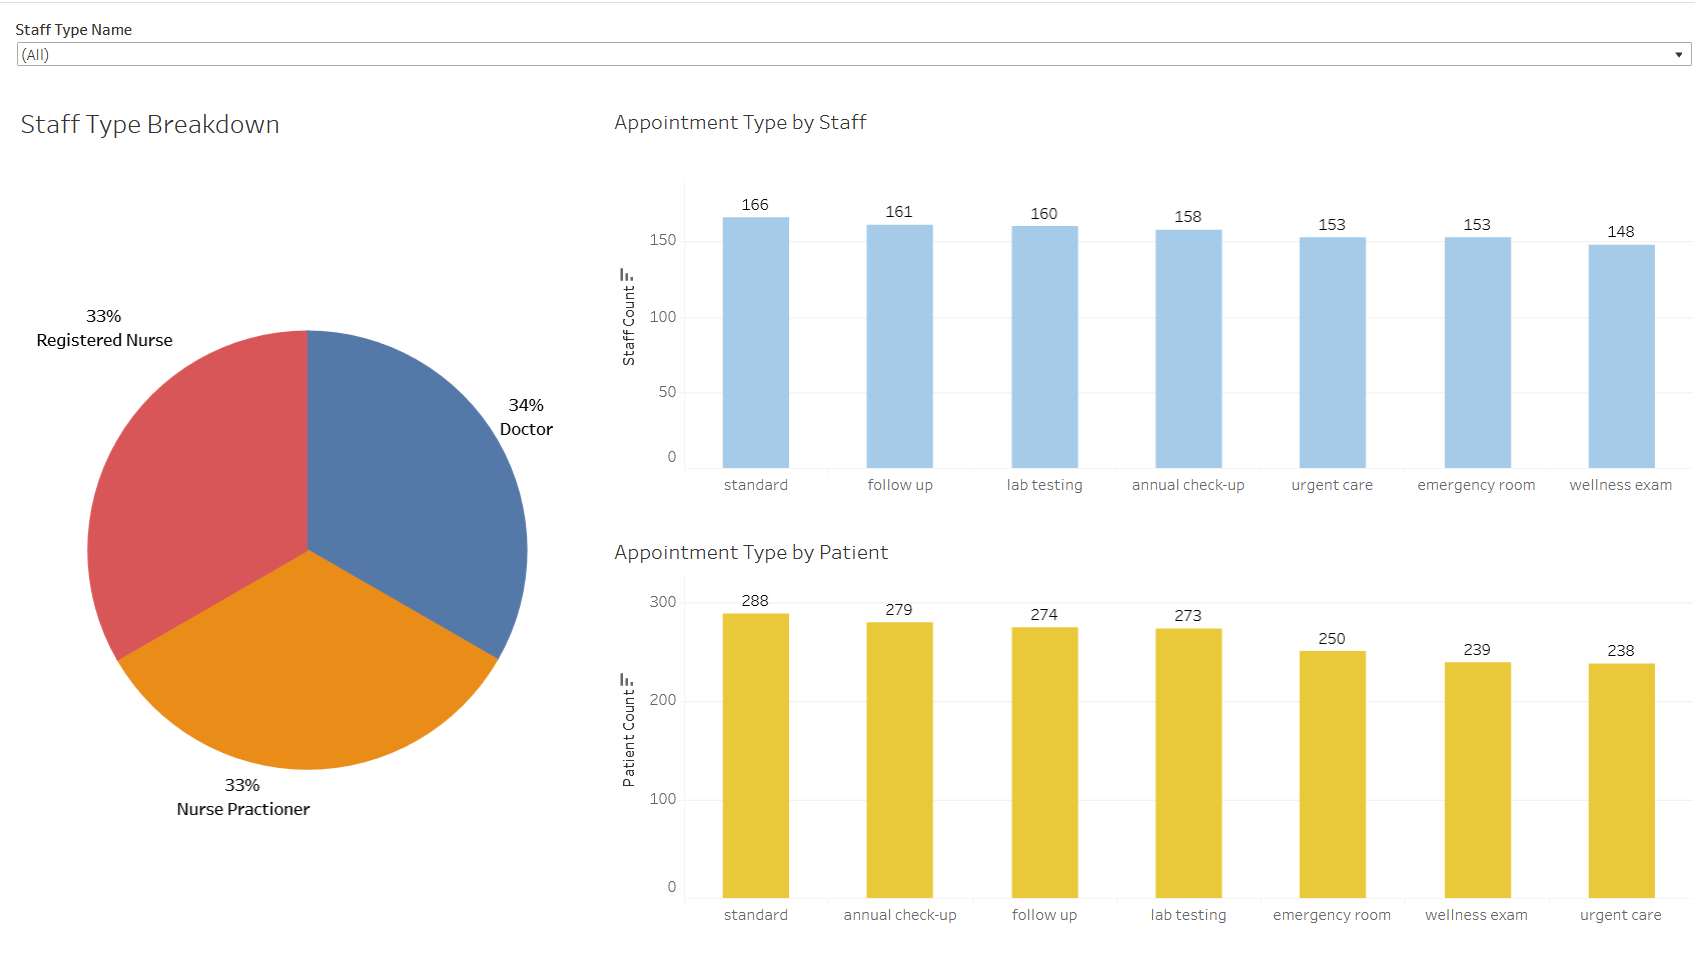 Staff Type Name
(All)
Staff Type Breakdown
33%
Registered Nurse
34%
Doctor
33%
Nurse Practioner
Appointment Type by Staff
Staff Count
150
100
50
0
166
161
160
158
153
153
148
standard
follow up
lab testing
annual check-up
urgent care
emergency room
wellness exam
Appointment Type by Patient
Patient Count
300
200
100
0
288
279
274
273
250
239
238
standard
annual check-up
follow up
lab testing
emergency room
wellness exam
urgent care